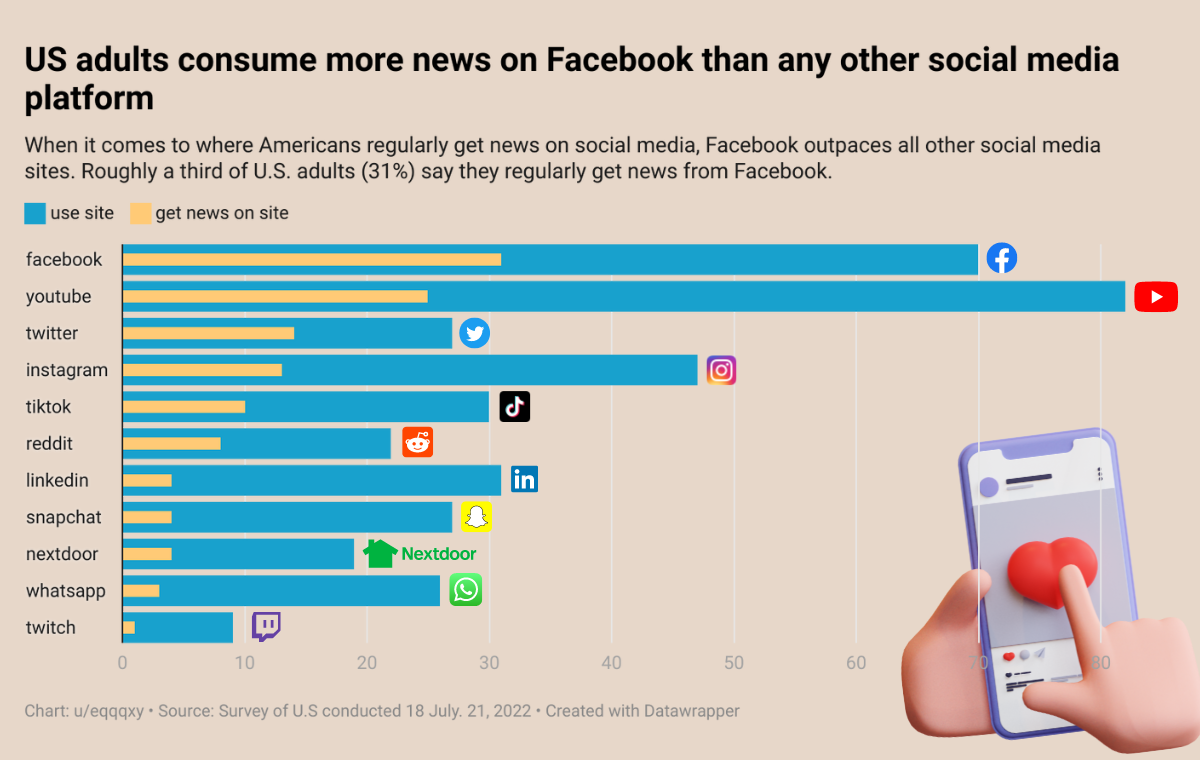 US adults consume more news on Facebook than any other social media
platform
When it comes to where Americans regularly get news on social media, Facebook outpaces all other social media
sites. Roughly a third of U.S. adults (31%) say they regularly get news from Facebook.
use site get news on site
facebook
youtube
twitter
instagram
tiktok
reddit
linkedin
in
snapchat
nextdoor
Nextdoor
whatsapp
twitch
0 10 20 30 40 50 60 70 80
Chart: u/eqqqxy • Source: Survey of U.S conducted 18 July. 21, 2022 • Created with Datawrapper